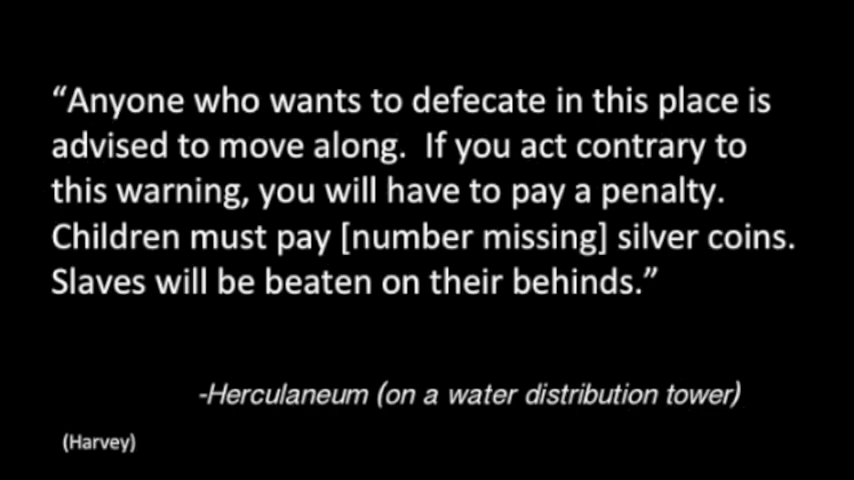 “Anyone who wants to defecate in this place is
advised to move along.  If you act contrary to
this warning, you will have to pay a penalty.
Children must pay [number missing] silver coins.
Slaves will be beaten on their behinds.”
-Herculaneum (on a water distribution tower)
(Harvey)